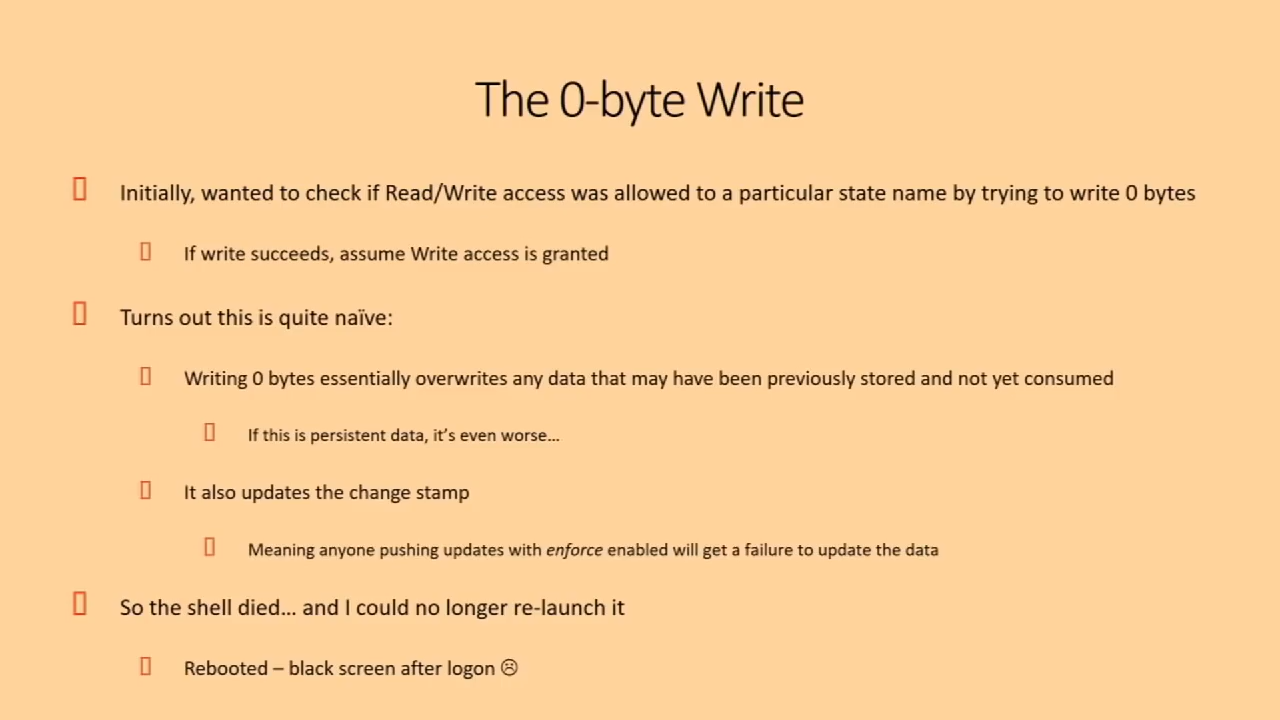 The 0-byte Write
Initially, wanted to check if Read/Write access was allowed to a particular state name by trying to write 0 bytes
If write succeeds, assume Write access is granted
Turns out this is quite naïve:
Writing 0 bytes essentially overwrites any data that may have been previously stored and not yet consumed
If this is persistent data, it's even worse…
It also updates the change stamp
Meaning anyone pushing updates with enforce enabled will get a failure to update the data
So the shell died… and I could no longer re-launch it
Rebooted – black screen after logon ☹